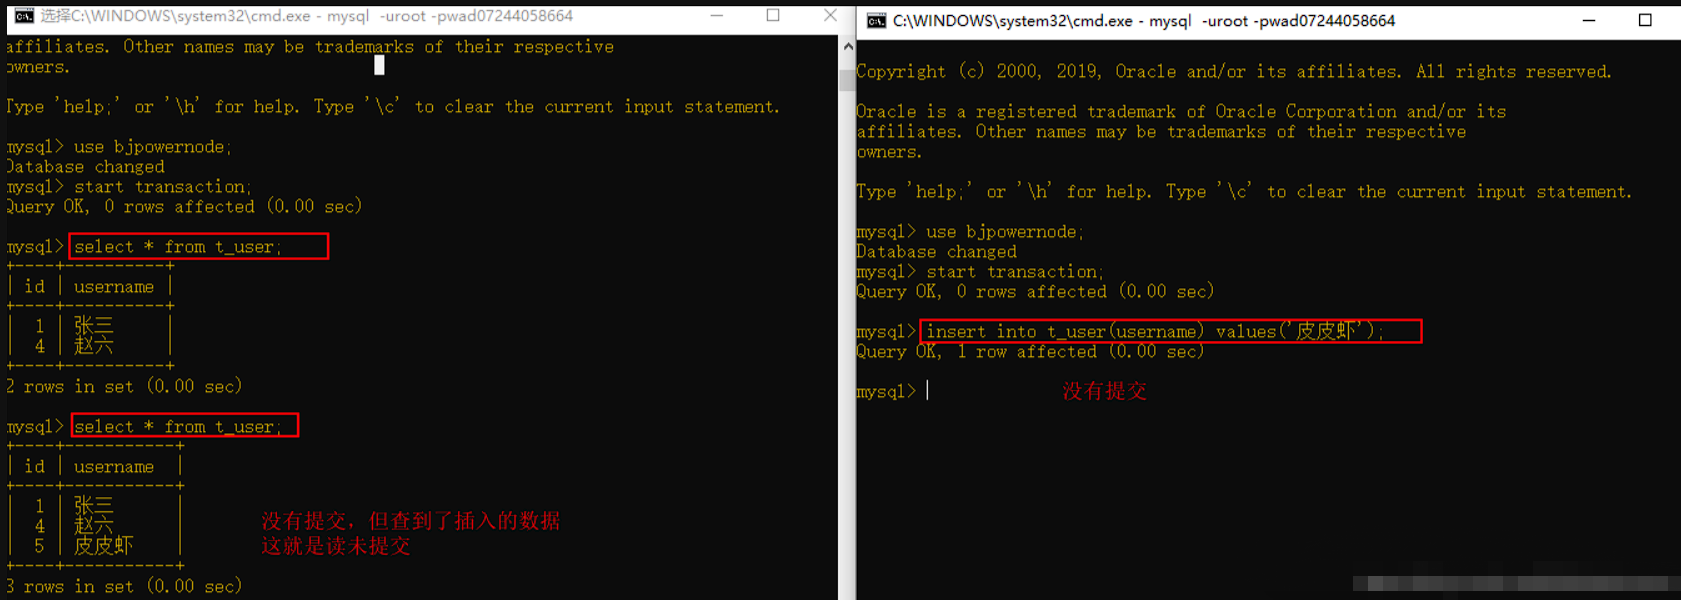 选择C:\WINDOWS\system32\cmd.exe - mysql  -uroot -pwad07244058664
affiliates. Other names may be trademarks of their respective
owners.
Type 'help;' or '\h' for help. Type '\c' to clear the current input statement.
mysql> use bjpowernode;
Database changed
mysql> start transaction;
Query OK, 0 rows affected (0.00 sec)
mysql> select * from t_user;
+----+----------+
| id | username |
+----+----------+
|  1 | 张三     |
|  4 | 赵六     |
+----+----------+
2 rows in set (0.00 sec)
mysql> select * from t_user;
+----+-----------+
| id | username  |
+----+-----------+
|  1 | 张三      |
|  4 | 赵六      |
|  5 | 皮皮虾    |
+----+-----------+
3 rows in set (0.00 sec)
没有提交，但查到了插入的数据
这就是读未提交
C:\WINDOWS\system32\cmd.exe - mysql  -uroot -pwad07244058664
Copyright (c) 2000, 2019, Oracle and/or its affiliates. All rights reserved.
Oracle is a registered trademark of Oracle Corporation and/or its
affiliates. Other names may be trademarks of their respective
owners.
Type 'help;' or '\h' for help. Type '\c' to clear the current input statement.
mysql> use bjpowernode;
Database changed
mysql> start transaction;
Query OK, 0 rows affected (0.00 sec)
mysql> insert into t_user(username) values('皮皮虾');
Query OK, 1 row affected (0.00 sec)
mysql>
没有提交